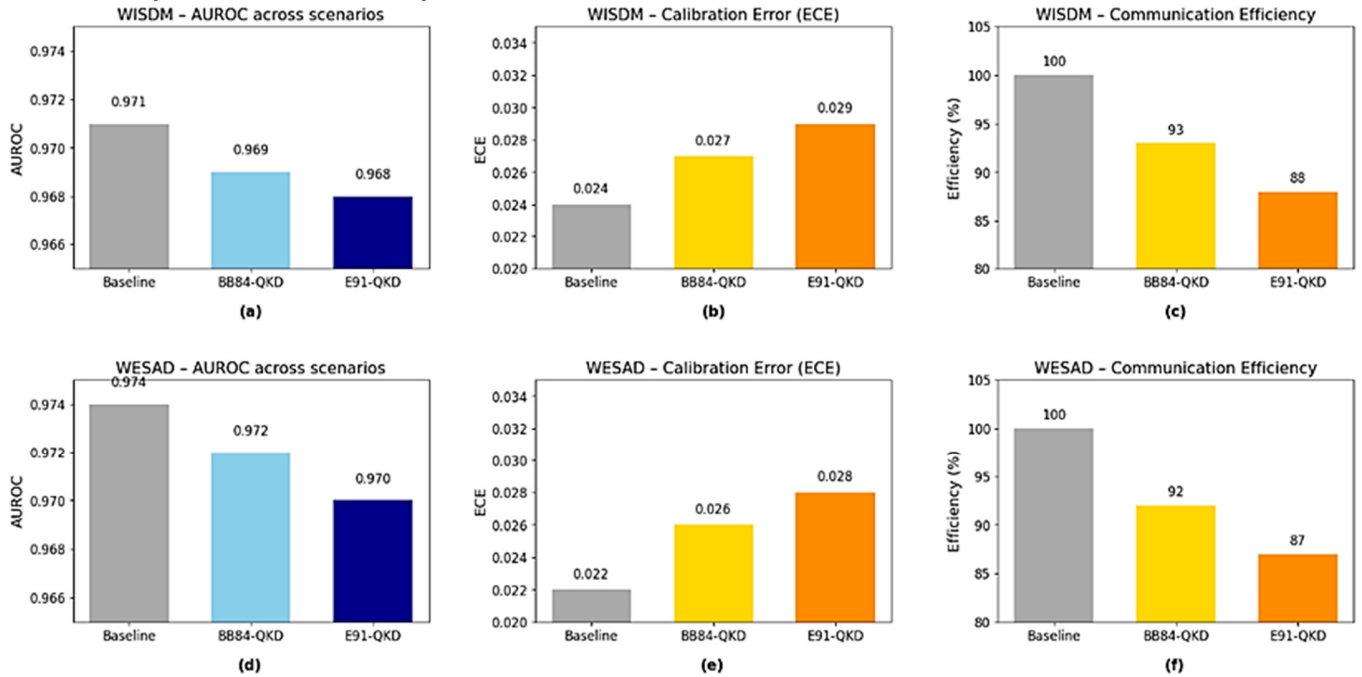 WISDM – AUROC across scenarios
AUROC
0.974
0.972
0.970
0.968
0.966
0.971
0.969
0.968
Baseline BB84-QKD E91-QKD
(a)
WISDM – Calibration Error (ECE)
ECE
0.034
0.032
0.030
0.028
0.026
0.024
0.022
0.020
0.024
0.027
0.029
Baseline BB84-QKD E91-QKD
(b)
WISDM – Communication Efficiency
Efficiency (%)
105
100
95
90
85
80
100
93
88
Baseline BB84-QKD E91-QKD
(c)
WESAD – AUROC across scenarios
AUROC
0.974
0.972
0.970
0.968
0.966
0.974
0.972
0.970
Baseline BB84-QKD E91-QKD
(d)
WESAD – Calibration Error (ECE)
ECE
0.034
0.032
0.030
0.028
0.026
0.024
0.022
0.020
0.022
0.026
0.028
Baseline BB84-QKD E91-QKD
(e)
WESAD – Communication Efficiency
Efficiency (%)
105
100
95
90
85
80
100
92
87
Baseline BB84-QKD E91-QKD
(f)